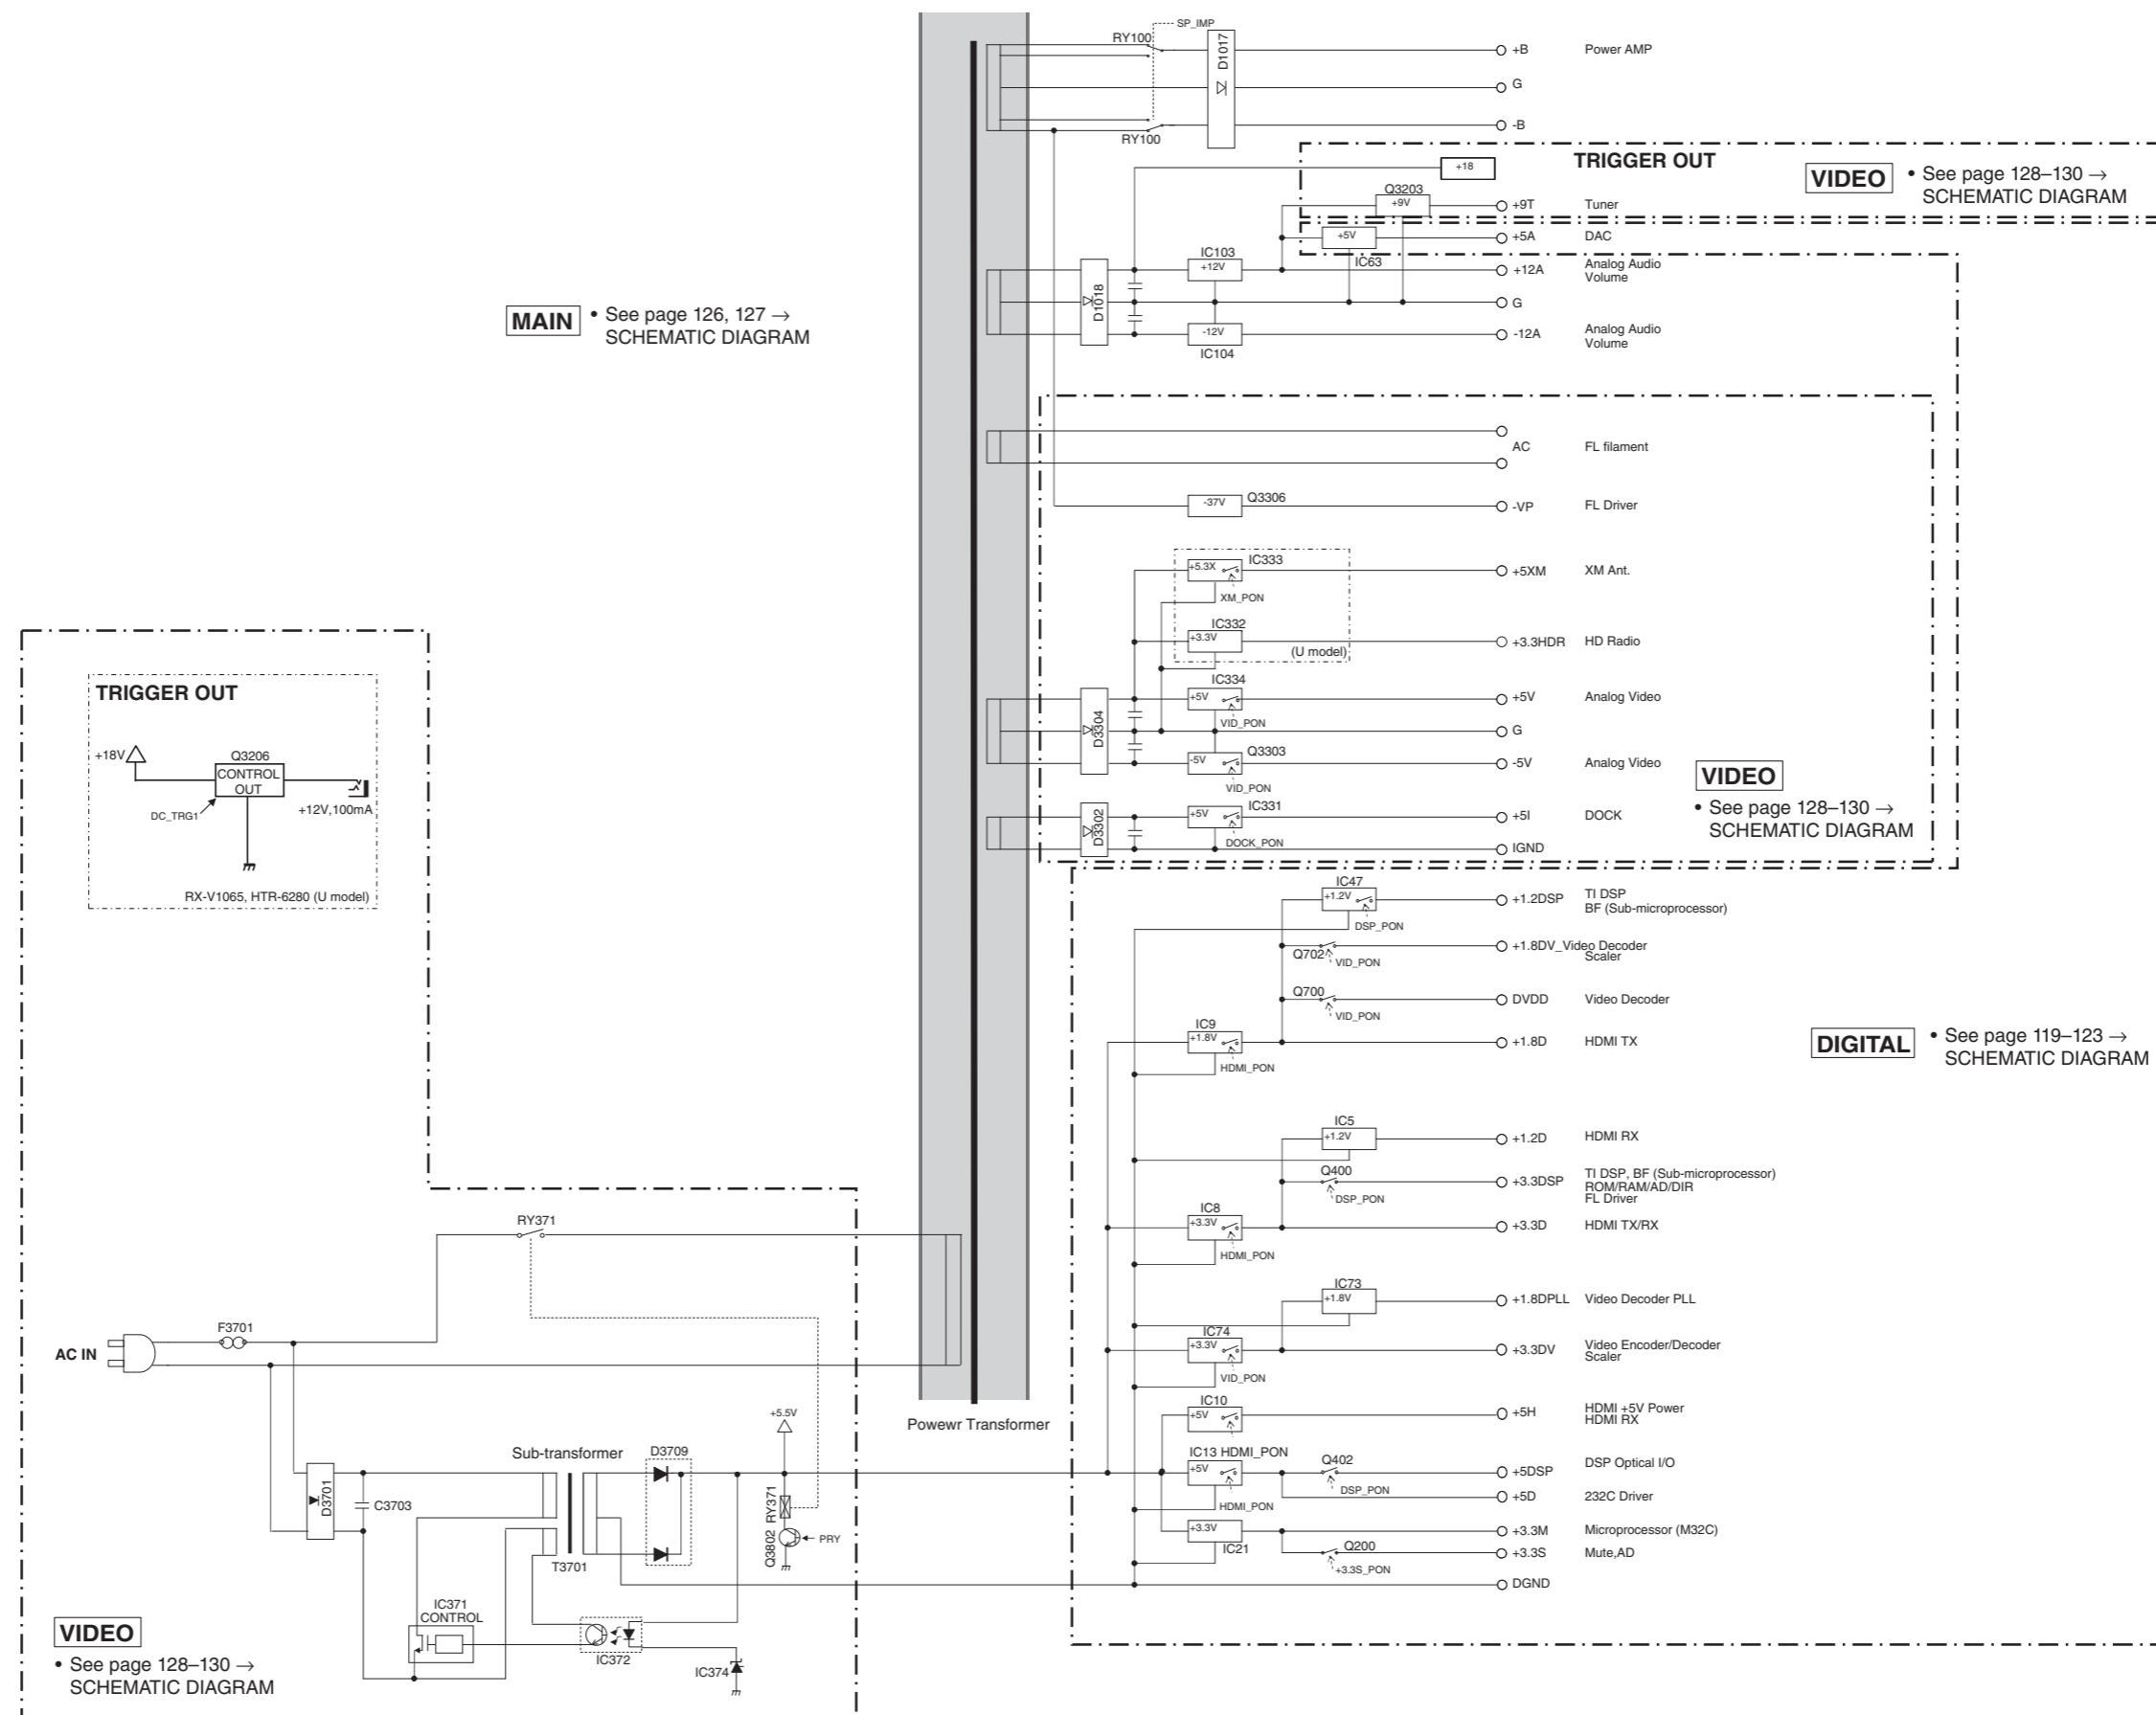 SP_IMP
RY100
D1017
+B Power AMP
G
-B
RY100
+18
TRIGGER OUT
VIDEO
• See page 128–130 →
SCHEMATIC DIAGRAM
Q3203
+9V
+9T Tuner
+5V
+5A DAC
IC63
IC103
+12V
+12A Analog Audio
Volume
D1018
G
-12V
IC104
-12A Analog Audio
Volume
MAIN
• See page 126, 127 →
SCHEMATIC DIAGRAM
AC FL filament
-37V
Q3306
-VP FL Driver
+5.3X
IC333
XM_PON
+5XM XM Ant.
IC332
+3.3V
(U model)
+3.3HDR HD Radio
IC334
+5V
VID_PON
+5V Analog Video
D3304
G
-5V
Q3303
VID_PON
-5V Analog Video
VIDEO
• See page 128–130 →
SCHEMATIC DIAGRAM
D3302
+5V
IC331
DOCK_PON
+5I DOCK
IGND
TRIGGER OUT
+18V
Q3206
CONTROL
OUT
DC_TRG1
+12V,100mA
RX-V1065, HTR-6280 (U model)
IC47
+1.2V
DSP_PON
+1.2DSP TI DSP
BF (Sub-microprocessor)
Q702
VID_PON
+1.8DV_Video Decoder
Scaler
Q700
VID_PON
DVDD Video Decoder
IC9
+1.8V
HDMI_PON
+1.8D HDMI TX
DIGITAL
• See page 119–123 →
SCHEMATIC DIAGRAM
IC5
+1.2V
+1.2D HDMI RX
Q400
DSP_PON
+3.3DSP TI DSP, BF (Sub-microprocessor)
ROM/RAM/AD/DIR
FL Driver
IC8
+3.3V
HDMI_PON
+3.3D HDMI TX/RX
IC73
+1.8V
+1.8DPLL Video Decoder PLL
IC74
+3.3V
VID_PON
+3.3DV Video Encoder/Decoder
Scaler
IC10
+5V
+5H HDMI +5V Power
HDMI RX
IC13 HDMI_PON
+5V
HDMI_PON
Q402
DSP_PON
+5DSP DSP Optical I/O
+5D 232C Driver
+3.3V
IC21
+3.3M Microprocessor (M32C)
Q200
+3.3S_PON
+3.3S Mute,AD
DGND
RY371
F3701
AC IN
Powewr Transformer
+5.5V
Sub-transformer
D3709
D3701
C3703
T3701
RY371
Q3802
PRY
IC371
CONTROL
IC372
IC374
VIDEO
• See page 128–130 →
SCHEMATIC DIAGRAM